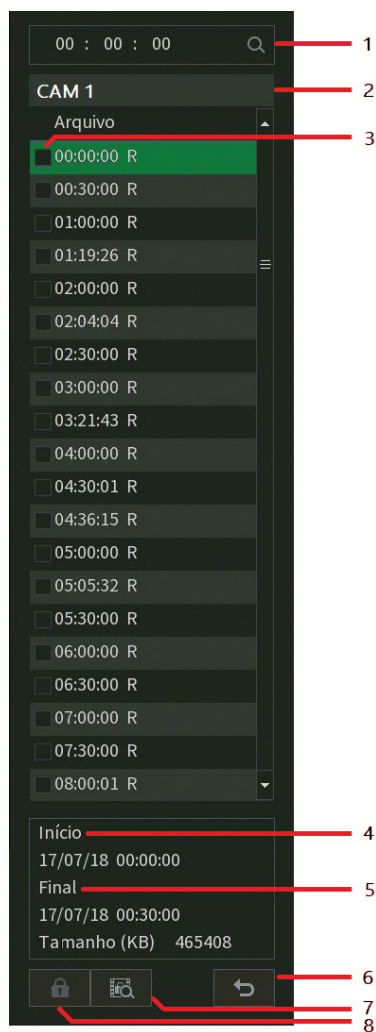 00 : 00 : 00
1
CAM 1
2
Arquivo
3
00:00:00 R
00:30:00 R
01:00:00 R
01:19:26 R
02:00:00 R
02:04:04 R
02:30:00 R
03:00:00 R
03:21:43 R
04:00:00 R
04:30:01 R
04:36:15 R
05:00:00 R
05:05:32 R
05:30:00 R
06:00:00 R
06:30:00 R
07:00:00 R
07:30:00 R
08:00:01 R
Início
4
17/07/18 00:00:00
Final
5
17/07/18 00:30:00
Tamanho (KB) 465408
6
7
8